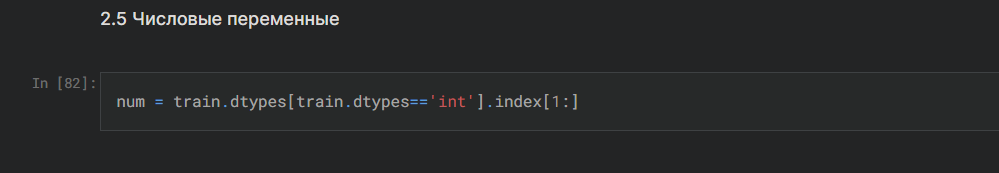 2.5 Числовые переменные
In [82]:
num = train.dtypes[train.dtypes=='int'].index[1:]